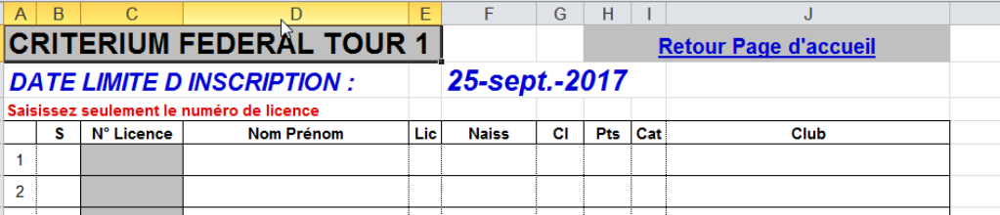 A B C D E F G H I J
CRITERIUM FEDERAL TOUR 1 Retour Page d'accueil
DATE LIMITE D INSCRIPTION : 25-sept.-2017
Saisissez seulement le numéro de licence
S N° Licence Nom Prénom Lic Naiss Cl Pts Cat Club
1
2